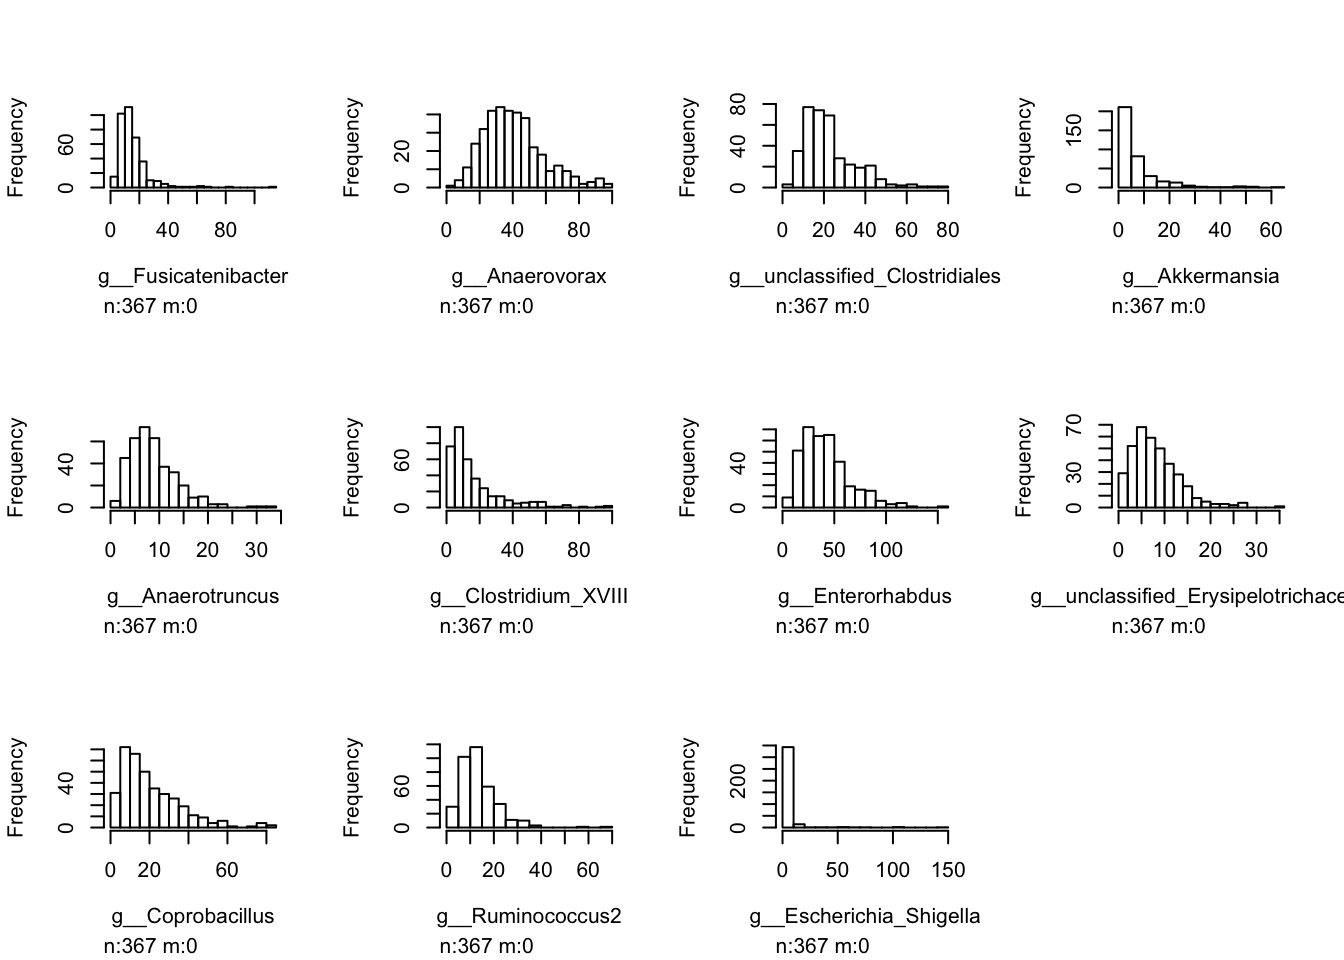 Frequency
60
0
0 40 80
g__Fusicatenibacter
n:367 m:0
Frequency
20
0
0 40 80
g__Anaerovorax
n:367 m:0
Frequency
80
40
0
0 20 40 60 80
g__unclassified_Clostridiales
n:367 m:0
Frequency
150
0
0 20 40 60
g__Akkermansia
n:367 m:0
Frequency
40
0
0 10 20 30
g__Anaerotruncus
n:367 m:0
Frequency
60
0
0 40 80
g__Clostridium_XVIII
n:367 m:0
Frequency
40
0
0 50 100
g__Enterorhabdus
n:367 m:0
Frequency
70
30
0
0 10 20 30
g__unclassified_Erysipelotrichace
n:367 m:0
Frequency
40
0
0 20 60
g__Coprobacillus
n:367 m:0
Frequency
60
0
0 20 40 60
g__Ruminococcus2
n:367 m:0
Frequency
200
0
0 50 100 150
g__Escherichia_Shigella
n:367 m:0